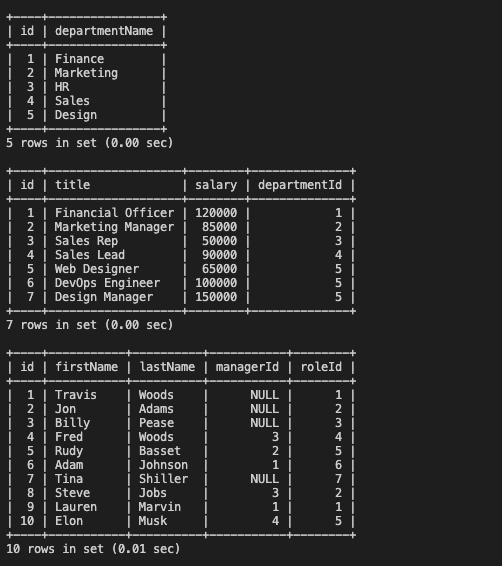 +----+----------------+
| id | departmentName |
+----+----------------+
|  1 | Finance        |
|  2 | Marketing      |
|  3 | HR             |
|  4 | Sales          |
|  5 | Design         |
+----+----------------+
5 rows in set (0.00 sec)
+----+-------------------+--------+--------------+
| id | title             | salary | departmentId |
+----+-------------------+--------+--------------+
|  1 | Financial Officer | 120000 |            1 |
|  2 | Marketing Manager |  85000 |            2 |
|  3 | Sales Rep         |  50000 |            3 |
|  4 | Sales Lead        |  90000 |            4 |
|  5 | Web Designer      |  65000 |            5 |
|  6 | DevOps Engineer   | 100000 |            5 |
|  7 | Design Manager    | 150000 |            5 |
+----+-------------------+--------+--------------+
7 rows in set (0.00 sec)
+----+-----------+----------+-----------+--------+
| id | firstName | lastName | managerId | roleId |
+----+-----------+----------+-----------+--------+
|  1 | Travis    | Woods    |      NULL |      1 |
|  2 | Jon       | Adams    |      NULL |      2 |
|  3 | Billy     | Pease    |      NULL |      3 |
|  4 | Fred      | Woods    |         3 |      4 |
|  5 | Rudy      | Basset   |         2 |      5 |
|  6 | Adam      | Johnson  |         1 |      6 |
|  7 | Tina      | Shiller  |      NULL |      7 |
|  8 | Steve     | Jobs     |         3 |      2 |
|  9 | Lauren    | Marvin   |         1 |      1 |
| 10 | Elon      | Musk     |         4 |      5 |
+----+-----------+----------+-----------+--------+
10 rows in set (0.01 sec)